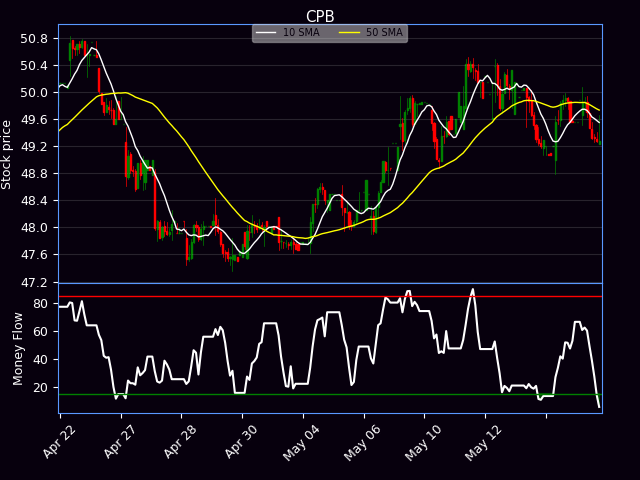 CPB
10 SMA
50 SMA
50.8
50.4
50.0
49.6
49.2
48.8
48.4
48.0
47.6
47.2
Stock price
80
60
40
20
Money Flow
Apr 22
Apr 27
Apr 28
Apr 30
May 04
May 06
May 10
May 12